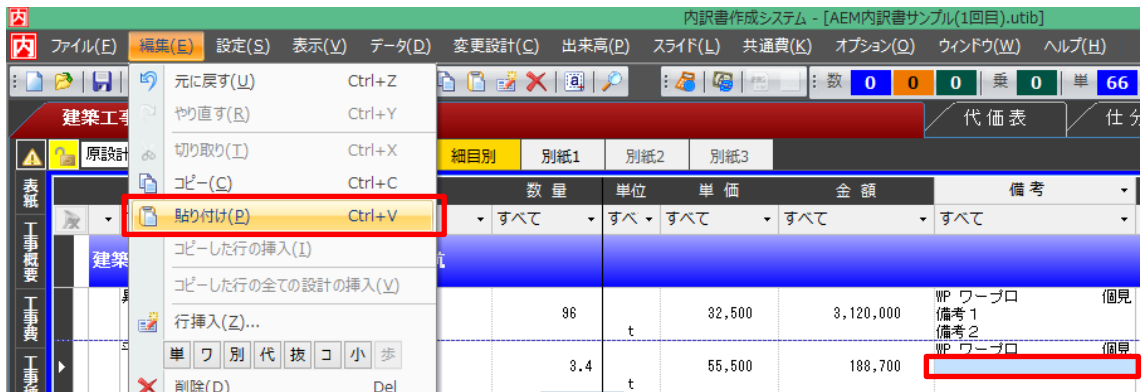 内 内訳書作成システム - [AEM内訳書サンプル(1回目).utib]
内 ファイル(F) 編集(E) 設定(S) 表示(V) データ(D) 変更設計(C) 出来高(P) スライド(L) 共通費(K) オプション(O) ウィンドウ(W) ヘルプ(H)
元に戻す(U) Ctrl+Z
数 0 0 0 乗 0 単 66
建築工事
やり直す(R) Ctrl+Y
代価表 仕分
原設計
切り取り(T) Ctrl+X
細目別 別紙1 別紙2 別紙3
表紙
コピー(C) Ctrl+C
数 量 単位 単 価 金 額 備 考
貼り付け(P) Ctrl+V
すべて すべ すべて すべて すべて
工事概要
コピーした行の挿入(I)
建築
コピーした行の全ての設計の挿入(V)
工事費
行挿入(Z)...
96 t 32,500 3,120,000
WP ワープロ 個見
備考1
備考2
単 ワ 別 代 抜 コ 小 歩
WP ワープロ 個見
3.4 t 55,500 188,700
削除(D) Del